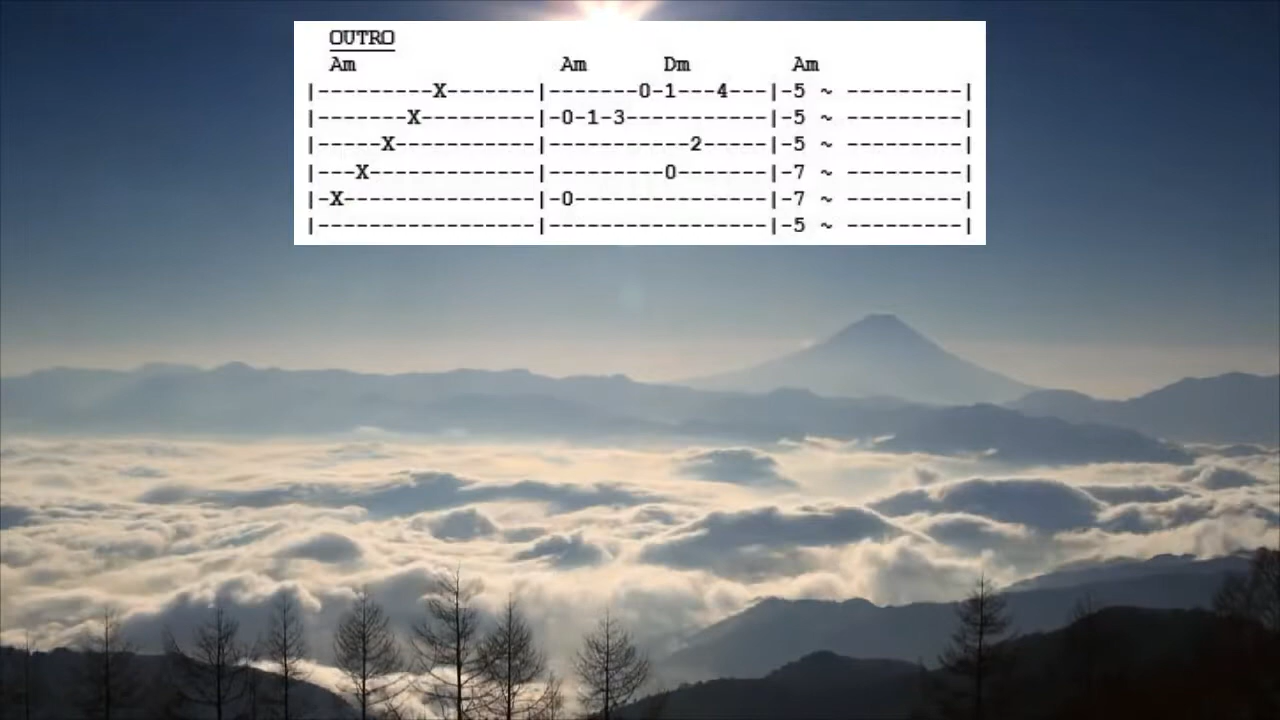 OUTRO
Am Am Dm Am
|---------X-------|-------0-1---4---|-5 ~ ---------|
|-------X---------|-0-1-3-----------|-5 ~ ---------|
|-----X-----------|-----------2-----|-5 ~ ---------|
|---X-------------|---------0-------|-7 ~ ---------|
|-X---------------|-0---------------|-7 ~ ---------|
|-----------------|-----------------|-5 ~ ---------|